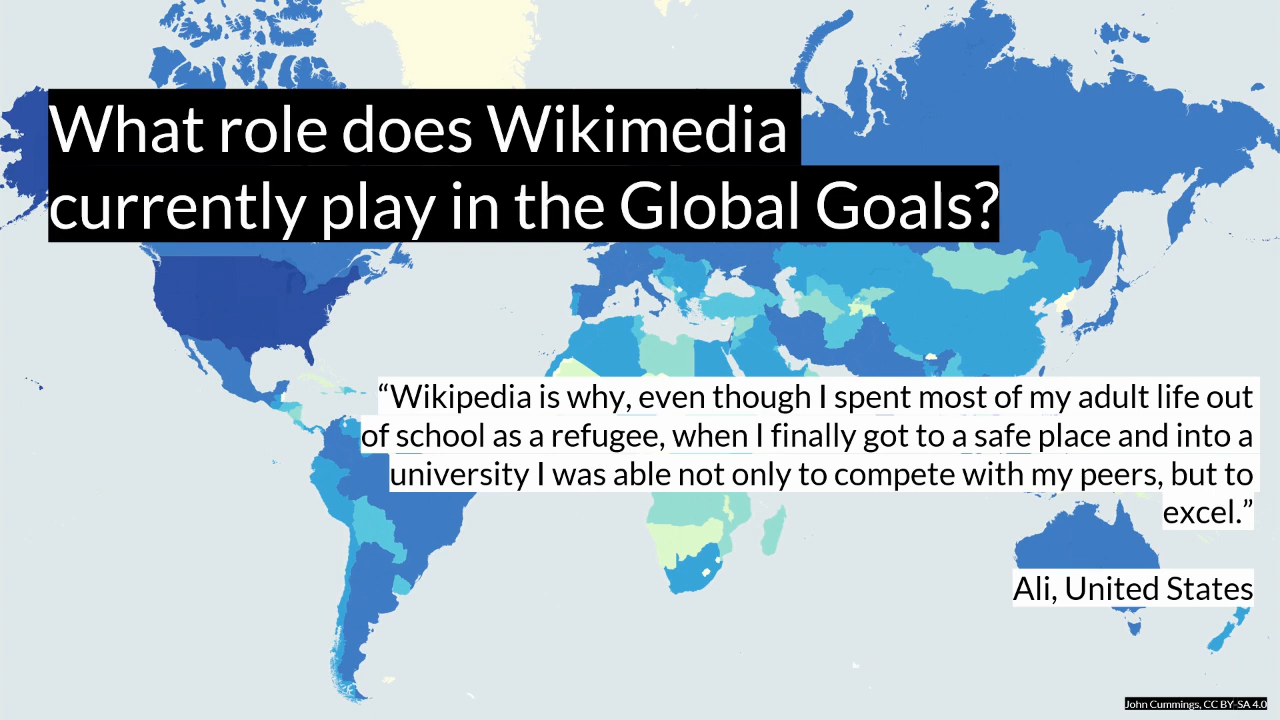 What role does Wikimedia
currently play in the Global Goals?
“Wikipedia is why, even though I spent most of my adult life out
of school as a refugee, when I finally got to a safe place and into a
university I was able not only to compete with my peers, but to
excel.”
Ali, United States
John Cummings, CC BY-SA 4.0